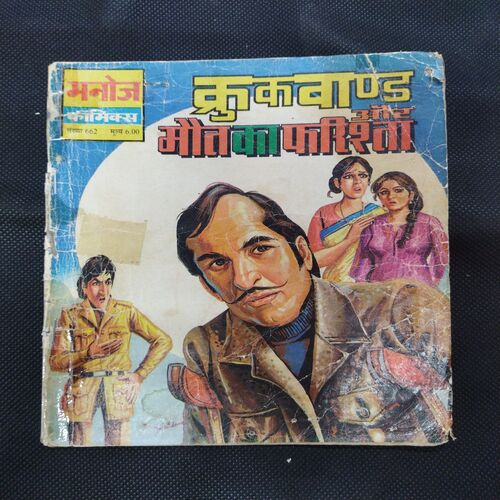 मनोज
कॉमिक्स
संख्या 662 मूल्य 6.00
क्रुकबाण्ड
और
मौत का फरिश्ता